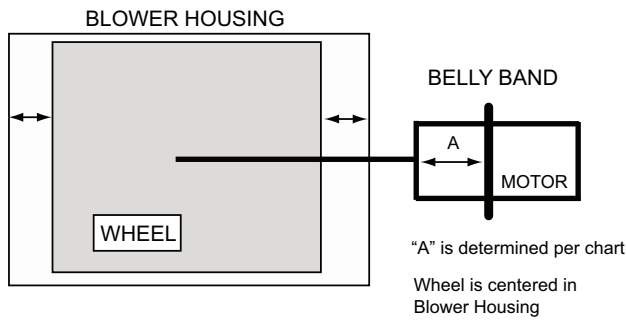 BLOWER HOUSING
BELLY BAND
A
MOTOR
WHEEL
“A” is determined per chart
Wheel is centered in
Blower Housing